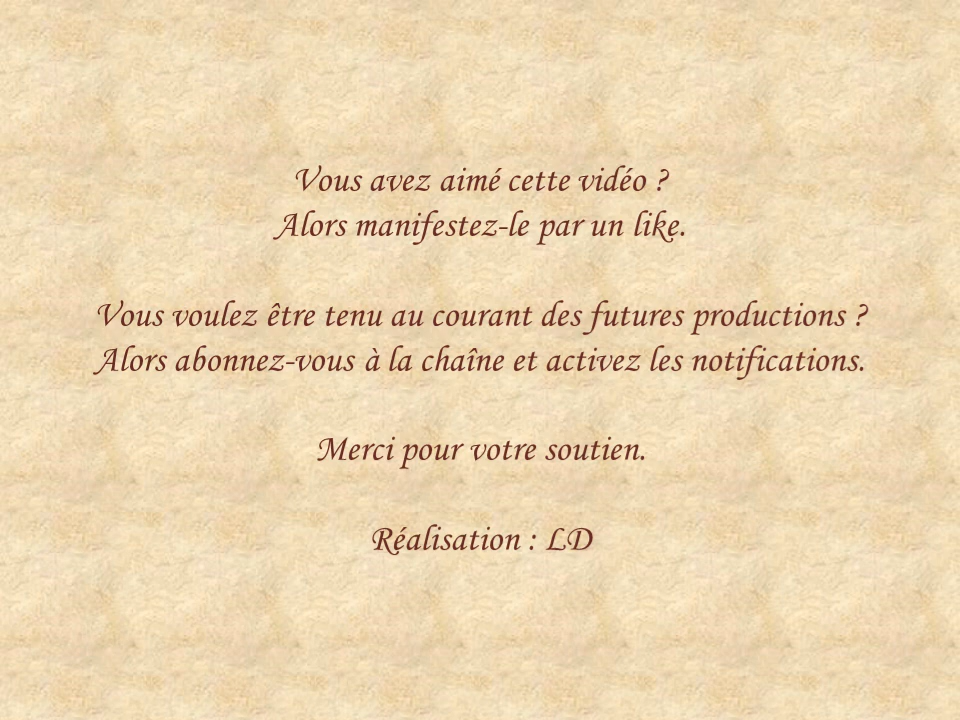 Vous avez aimé cette vidéo ?
Alors manifestez-le par un like.
Vous voulez être tenu au courant des futures productions ?
Alors abonnez-vous à la chaîne et activez les notifications.
Merci pour votre soutien.
Réalisation : LD